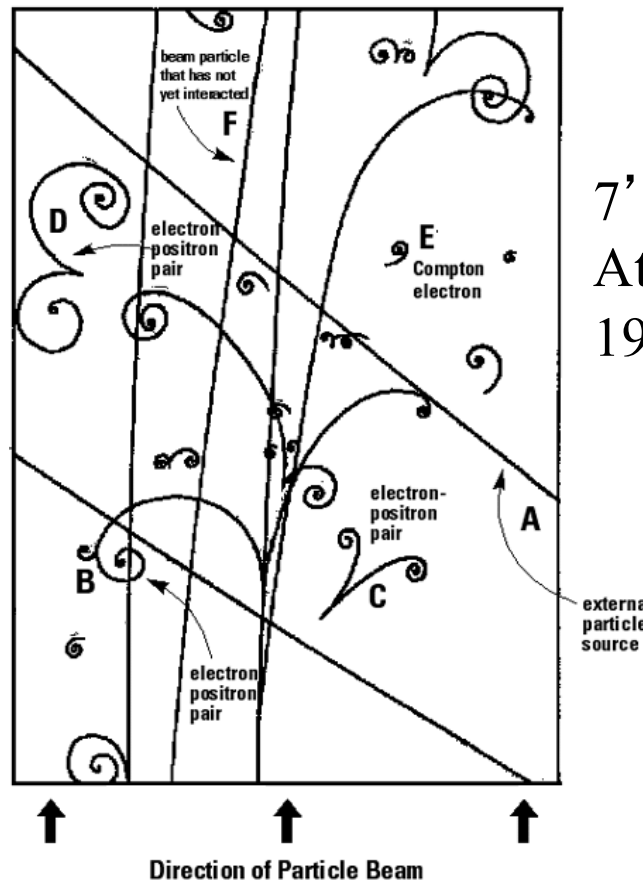 beam particle
that has not
yet interacted
F
D
electron
positron
pair
E
Compton
electron
7’
At
19
electron-
positron
pair
A
C
B
externa
particle
source
electron
positron
pair
Direction of Particle Beam